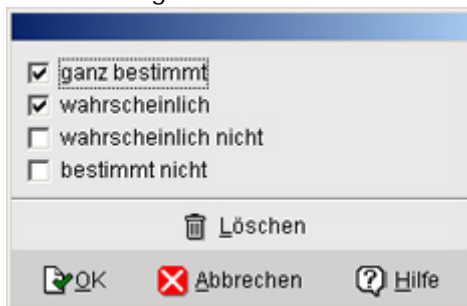 ganz bestimmt
wahrscheinlich
wahrscheinlich nicht
bestimmt nicht
Löschen
OK Abbrechen Hilfe